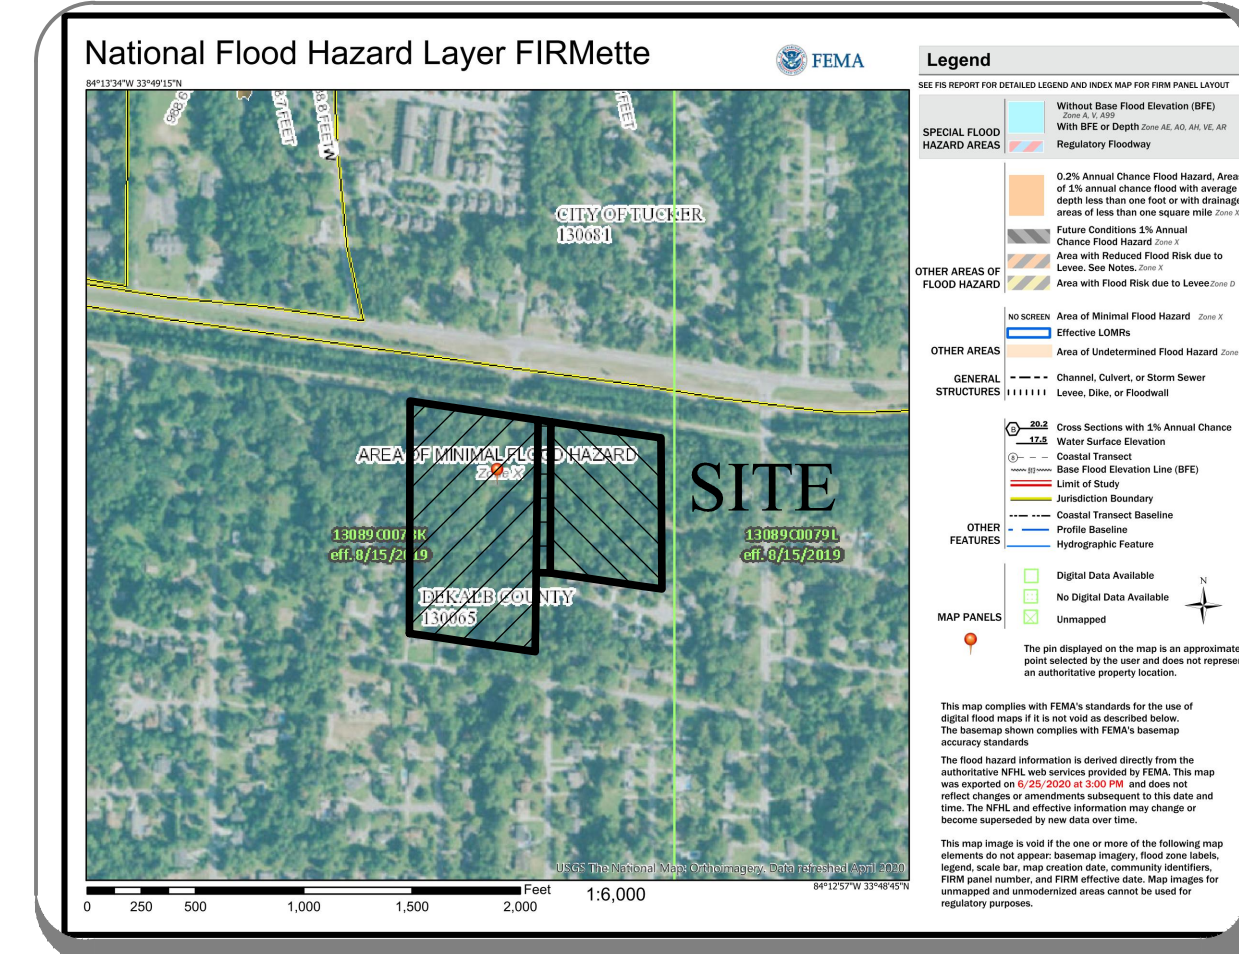 National Flood Hazard Layer FIRMette
FEMA
84°13'34"W 33°49'15"N
988.6
.7 FEET
8.8 FEET
FEET
CITY OF TUCKER
130681
AREA OF MINIMAL FLOOD HAZARD
Zone X
SITE
eff. 8/15/2019
13089C0079L
eff. 8/15/2019
DEKALB COUNTY
130065
USGS The National Map: Orthoimagery. Data refreshed April 2020
Feet
1:6,000
84°12'57"W 33°48'45"N
0 250 500 1,000 1,500 2,000
Legend
SEE FIS REPORT FOR DETAILED LEGEND AND INDEX MAP FOR FIRM PANEL LAYOUT
SPECIAL FLOOD
HAZARD AREAS
Without Base Flood Elevation (BFE)
Zone A, V, A99
With BFE or Depth Zone AE, AO, AH, VE, AR
Regulatory Floodway
0.2% Annual Chance Flood Hazard, Areas
of 1% annual chance flood with average
depth less than one foot or with drainage
areas of less than one square mile Zone X
Future Conditions 1% Annual
Chance Flood Hazard Zone X
Area with Reduced Flood Risk due to
Levee. See Notes. Zone X
Area with Flood Risk due to Levee Zone D
OTHER AREAS OF
FLOOD HAZARD
NO SCREEN Area of Minimal Flood Hazard Zone X
Effective LOMRs
OTHER AREAS
Area of Undetermined Flood Hazard Zone
GENERAL
STRUCTURES
Channel, Culvert, or Storm Sewer
Levee, Dike, or Floodwall
B 20.2 Cross Sections with 1% Annual Chance
17.5 Water Surface Elevation
8 Coastal Transect
513 Base Flood Elevation Line (BFE)
Limit of Study
Jurisdiction Boundary
Coastal Transect Baseline
OTHER
FEATURES
Profile Baseline
Hydrographic Feature
Digital Data Available
No Digital Data Available
Unmapped
MAP PANELS
N
The pin displayed on the map is an approximate
point selected by the user and does not represe
an authoritative property location.
This map complies with FEMA's standards for the use of
digital flood maps if it is not void as described below.
The basemap shown complies with FEMA's basemap
accuracy standards
The flood hazard information is derived directly from the
authoritative NFHL web services provided by FEMA. This map
was exported on 6/25/2020 at 3:00 PM and does not
reflect changes or amendments subsequent to this date and
time. The NFHL and effective information may change or
become superseded by new data over time.
This map image is void if the one or more of the following map
elements do not appear: basemap imagery, flood zone labels,
legend, scale bar, map creation date, community identifiers,
FIRM panel number, and FIRM effective date. Map images for
unmapped and unmodernized areas cannot be used for
regulatory purposes.